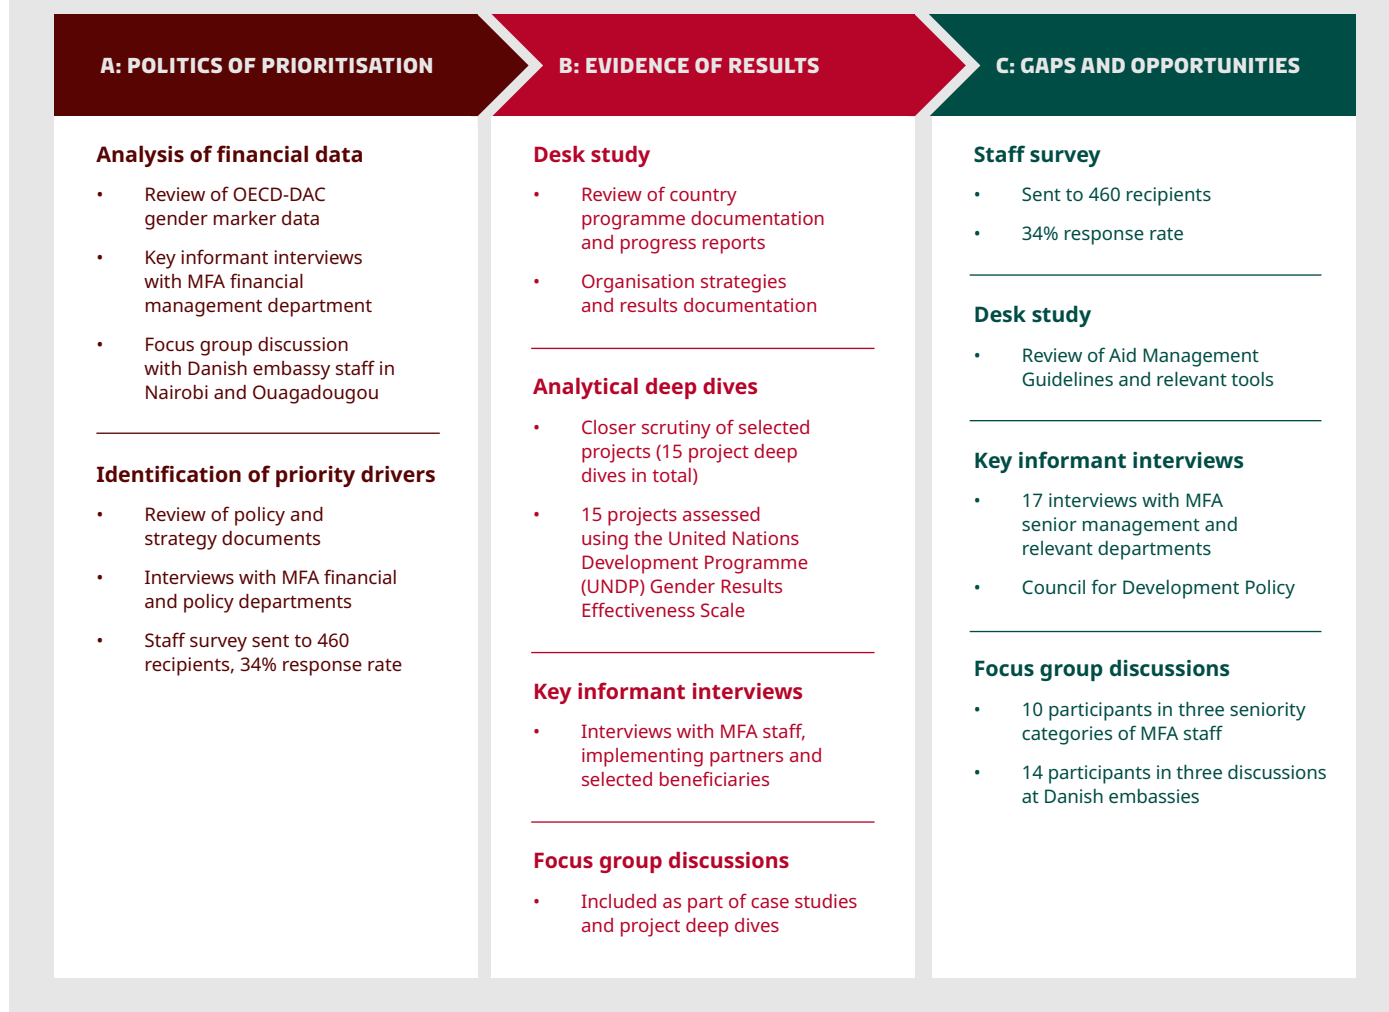 A: POLITICS OF PRIORITISATION
Analysis of financial data
• Review of OECD-DAC
gender marker data
• Key informant interviews
with MFA financial
management department
• Focus group discussion
with Danish embassy staff in
Nairobi and Ouagadougou
Identification of priority drivers
• Review of policy and
strategy documents
• Interviews with MFA financial
and policy departments
• Staff survey sent to 460
recipients, 34% response rate
B: EVIDENCE OF RESULTS
Desk study
• Review of country
programme documentation
and progress reports
• Organisation strategies
and results documentation
Analytical deep dives
• Closer scrutiny of selected
projects (15 project deep
dives in total)
• 15 projects assessed
using the United Nations
Development Programme
(UNDP) Gender Results
Effectiveness Scale
Key informant interviews
• Interviews with MFA staff,
implementing partners and
selected beneficiaries
Focus group discussions
• Included as part of case studies
and project deep dives
C: GAPS AND OPPORTUNITIES
Staff survey
• Sent to 460 recipients
• 34% response rate
Desk study
• Review of Aid Management
Guidelines and relevant tools
Key informant interviews
• 17 interviews with MFA
senior management and
relevant departments
• Council for Development Policy
Focus group discussions
• 10 participants in three seniority
categories of MFA staff
• 14 participants in three discussions
at Danish embassies